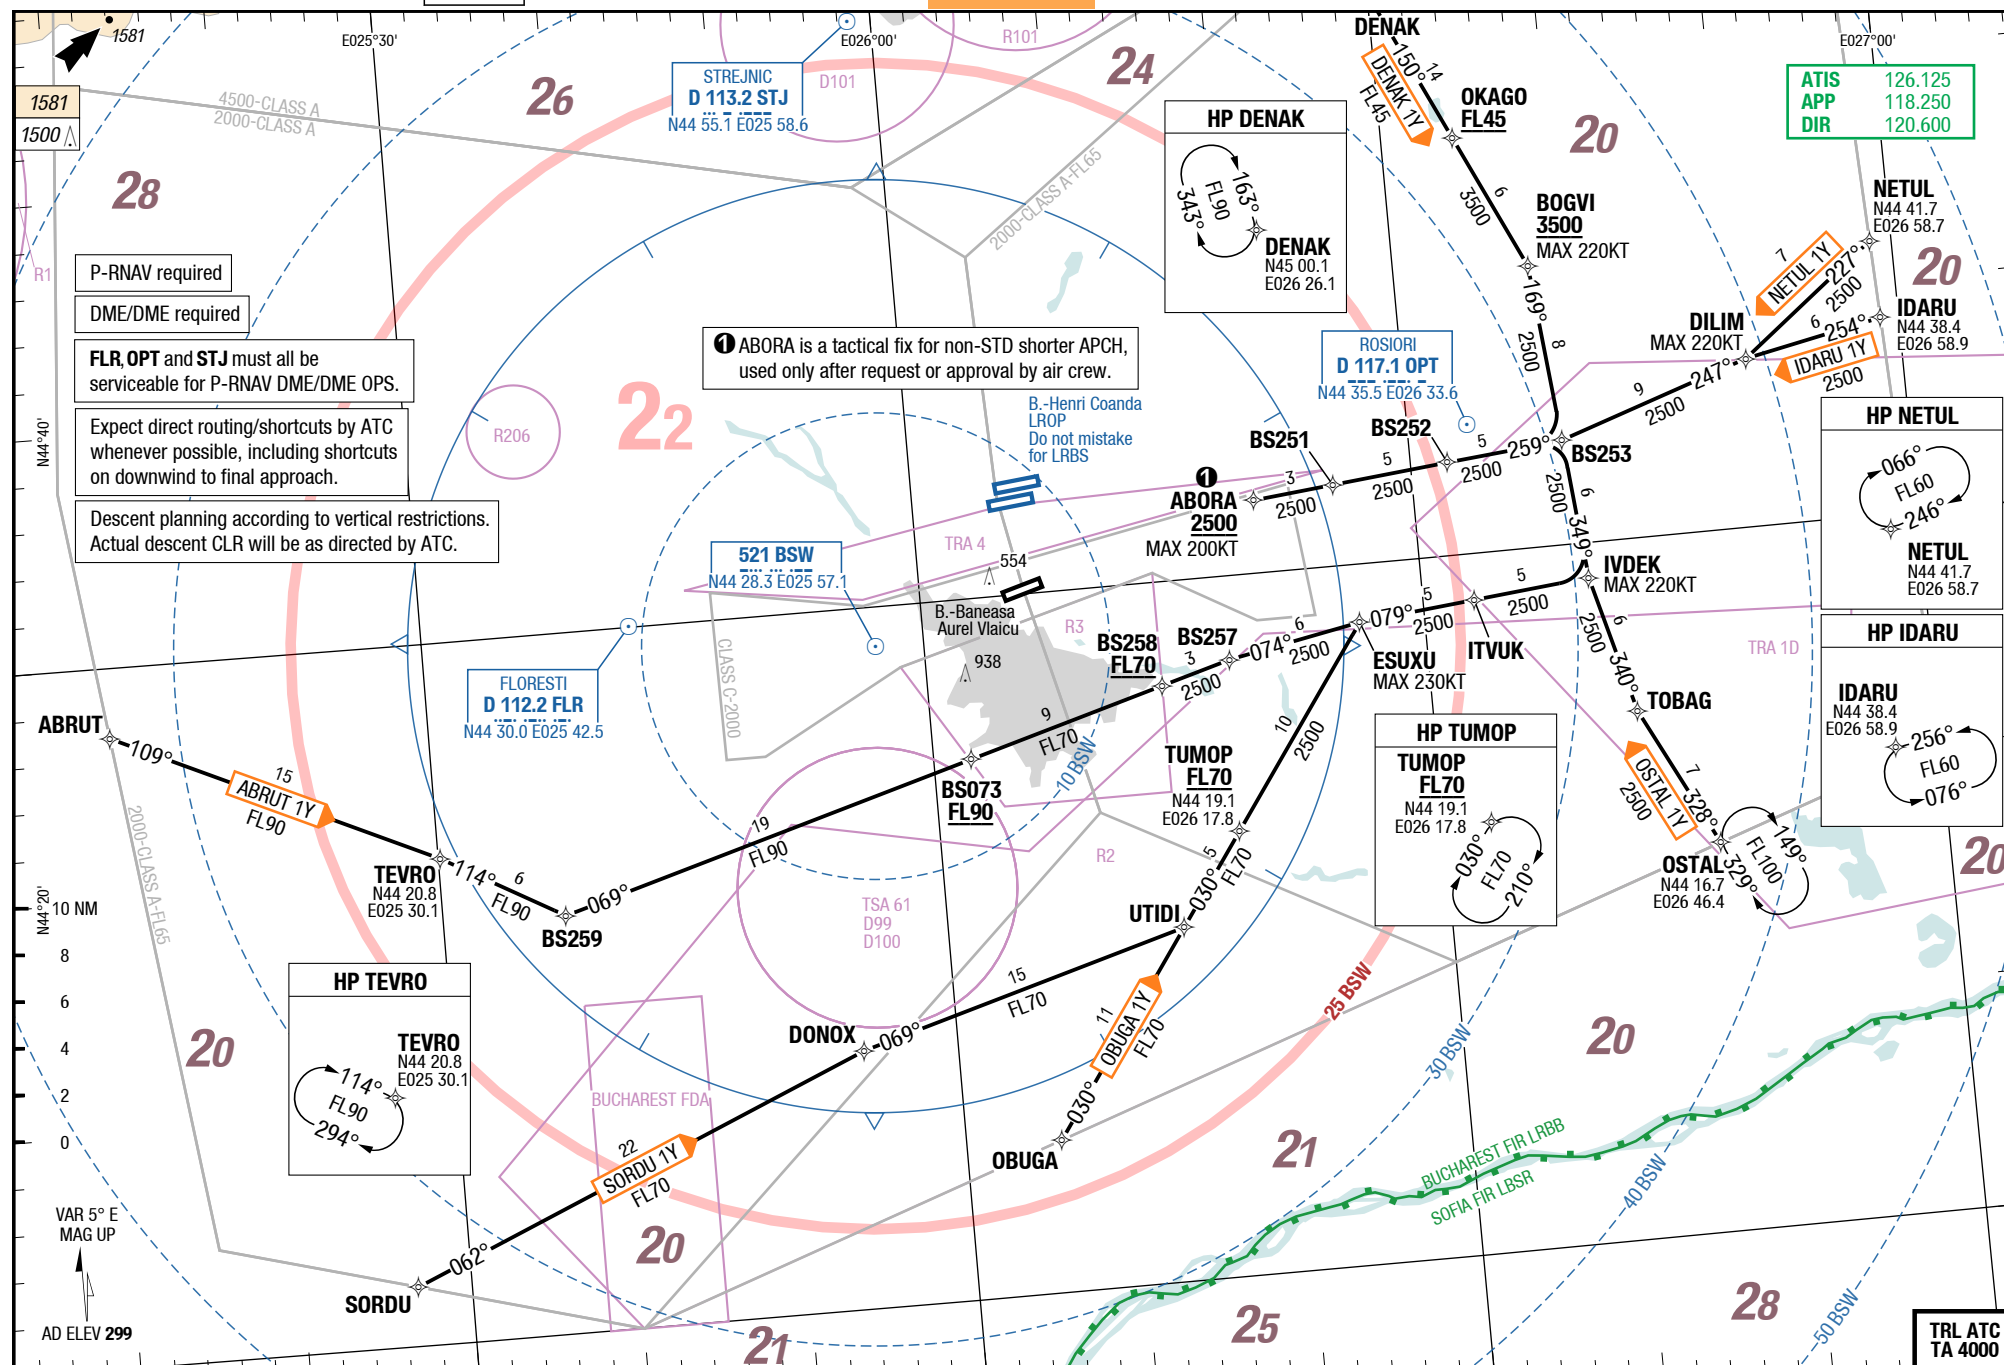 1581
E025°30'
E026°00'
R101
DENAK
E027°00'
24
26
STREJNIC
D 113.2 STJ
N44 55.1 E025 58.6
D101
150°
14
DENAK 1Y
FL45
OKAGO
FL45
ATIS 126.125
APP 118.250
DIR 120.600
1581
1500
4500-CLASS A
2000-CLASS A
HP DENAK
163°
FL90
343°
DENAK
N45 00.1
E026 26.1
20
28
2000-CLASS A-FL65
6
3500
BOGVI
3500
MAX 220KT
NETUL
N44 41.7
E026 58.7
R1
P-RNAV required
DME/DME required
FLR, OPT and STJ must all be
serviceable for P-RNAV DME/DME OPS.
Expect direct routing/shortcuts by ATC
whenever possible, including shortcuts
on downwind to final approach.
Descent planning according to vertical restrictions.
Actual descent CLR will be as directed by ATC.
7
NETUL 1Y
227°
2500
20
169°
2500
8
DILIM
MAX 220KT
6
254°
IDARU
N44 38.4
E026 58.9
IDARU 1Y
2500
1 ABORA is a tactical fix for non-STD shorter APCH,
used only after request or approval by air crew.
ROSIORI
D 117.1 OPT
N44 35.5 E026 33.6
247°
9
2500
22
R206
B.-Henri Coanda
LROP
Do not mistake
for LRBS
N44°40'
BS251
BS252
5
259°
2500
BS253
5
2500
3
2500
1
ABORA
2500
MAX 200KT
HP NETUL
066°
FL60
246°
NETUL
N44 41.7
E026 58.7
2500
6
349°
TRA 4
554
521 BSW
N44 28.3 E025 57.1
B.-Baneasa
Aurel Vlaicu
R3
938
CLASS C-2000
IVDEK
MAX 220KT
5
2500
5
079°
2500
ITVUK
ESUXU
MAX 230KT
6
074°
2500
BS257
BS258
FL70
3
2500
2500
6
340°
TOBAG
TRA 1D
HP IDARU
IDARU
N44 38.4
E026 58.9
256°
FL60
076°
FLORESTI
D 112.2 FLR
N44 30.0 E025 42.5
ABRUT
109°
15
ABRUT 1Y
FL90
9
FL70
10 BSW
BS073
FL90
10
2500
TUMOP
FL70
N44 19.1
E026 17.8
HP TUMOP
TUMOP
FL70
N44 19.1
E026 17.8
030°
FL70
210°
7
OSTAL 1Y
2500
328°
OSTAL
N44 16.7
E026 46.4
149°
FL100
329°
20
2000-CLASS A-FL65
TEVRO
N44 20.8
E025 30.1
114°
6
FL90
BS259
069°
19
FL90
R2
5
030°
FL70
UTIDI
TSA 61
D99
D100
N44°20'
10 NM
8
6
4
2
0
HP TEVRO
TEVRO
N44 20.8
E025 30.1
114°
FL90
294°
20
DONOX
069°
15
FL70
11
OBUGA 1Y
FL70
030°
OBUGA
25 BSW
30 BSW
20
BUCHAREST FDA
22
SORDU 1Y
FL70
062°
SORDU
20
21
BUCHAREST FIR LRBB
SOFIA FIR LBSR
40 BSW
VAR 5° E
MAG UP
AD ELEV 299
21
25
28
50 BSW
TRL ATC
TA 4000